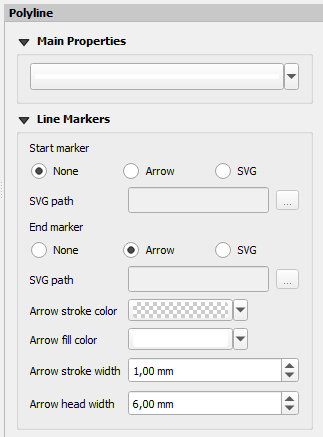 Polyline
Main Properties
Line Markers
Start marker
None Arrow SVG
SVG path ...
End marker
None Arrow SVG
SVG path ...
Arrow stroke color
Arrow fill color
Arrow stroke width 1,00 mm
Arrow head width 6,00 mm